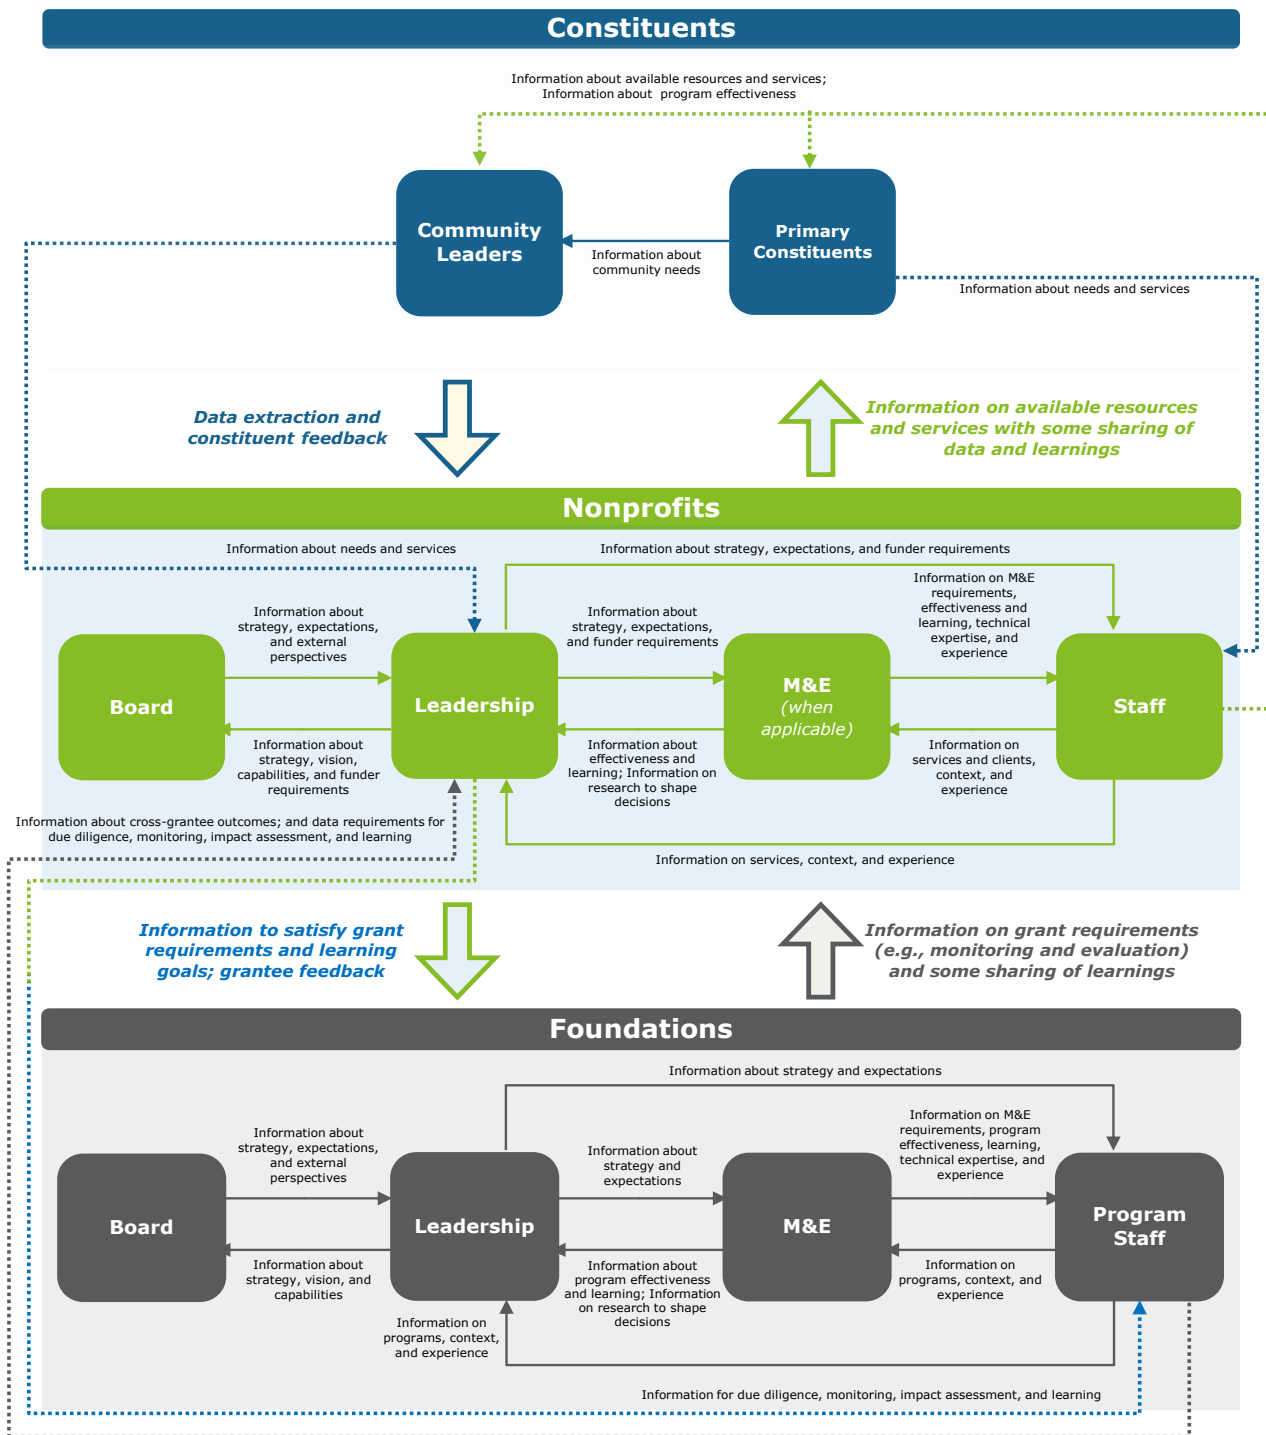 Constituents
Information about available resources and services;
Information about  program effectiveness
Community
Leaders
Primary
Constituents
Information about
community needs
Information about needs and services
Data extraction and
constituent feedback
Information on available resources
and services with some sharing of
data and learnings
Nonprofits
Information about needs and services
Information about strategy, expectations, and funder requirements
Information about
strategy, expectations,
and external
perspectives
Information about
strategy, expectations,
and funder requirements
Information on M&E
requirements,
effectiveness and
learning, technical
expertise, and
experience
Board
Leadership
M&E
(when
applicable)
Staff
Information about
strategy, vision,
capabilities, and funder
requirements
Information about
effectiveness and
learning; Information on
research to shape
decisions
Information on
services and clients,
context, and
experience
Information about cross-grantee outcomes; and data requirements for
due diligence, monitoring, impact assessment, and learning
Information on services, context, and experience
Information to satisfy grant
requirements and learning
goals; grantee feedback
Information on grant requirements
(e.g., monitoring and evaluation)
and some sharing of learnings
Foundations
Information about strategy and expectations
Information about
strategy, expectations,
and external
perspectives
Information about
strategy and
expectations
Information on M&E
requirements, program
effectiveness, learning,
technical expertise, and
experience
Board
Leadership
M&E
Program
Staff
Information about
strategy, vision, and
capabilities
Information about
program effectiveness
and learning; Information
on research to shape
decisions
Information on
programs, context, and
experience
Information on
programs, context,
and experience
Information for due diligence, monitoring, impact assessment, and learning